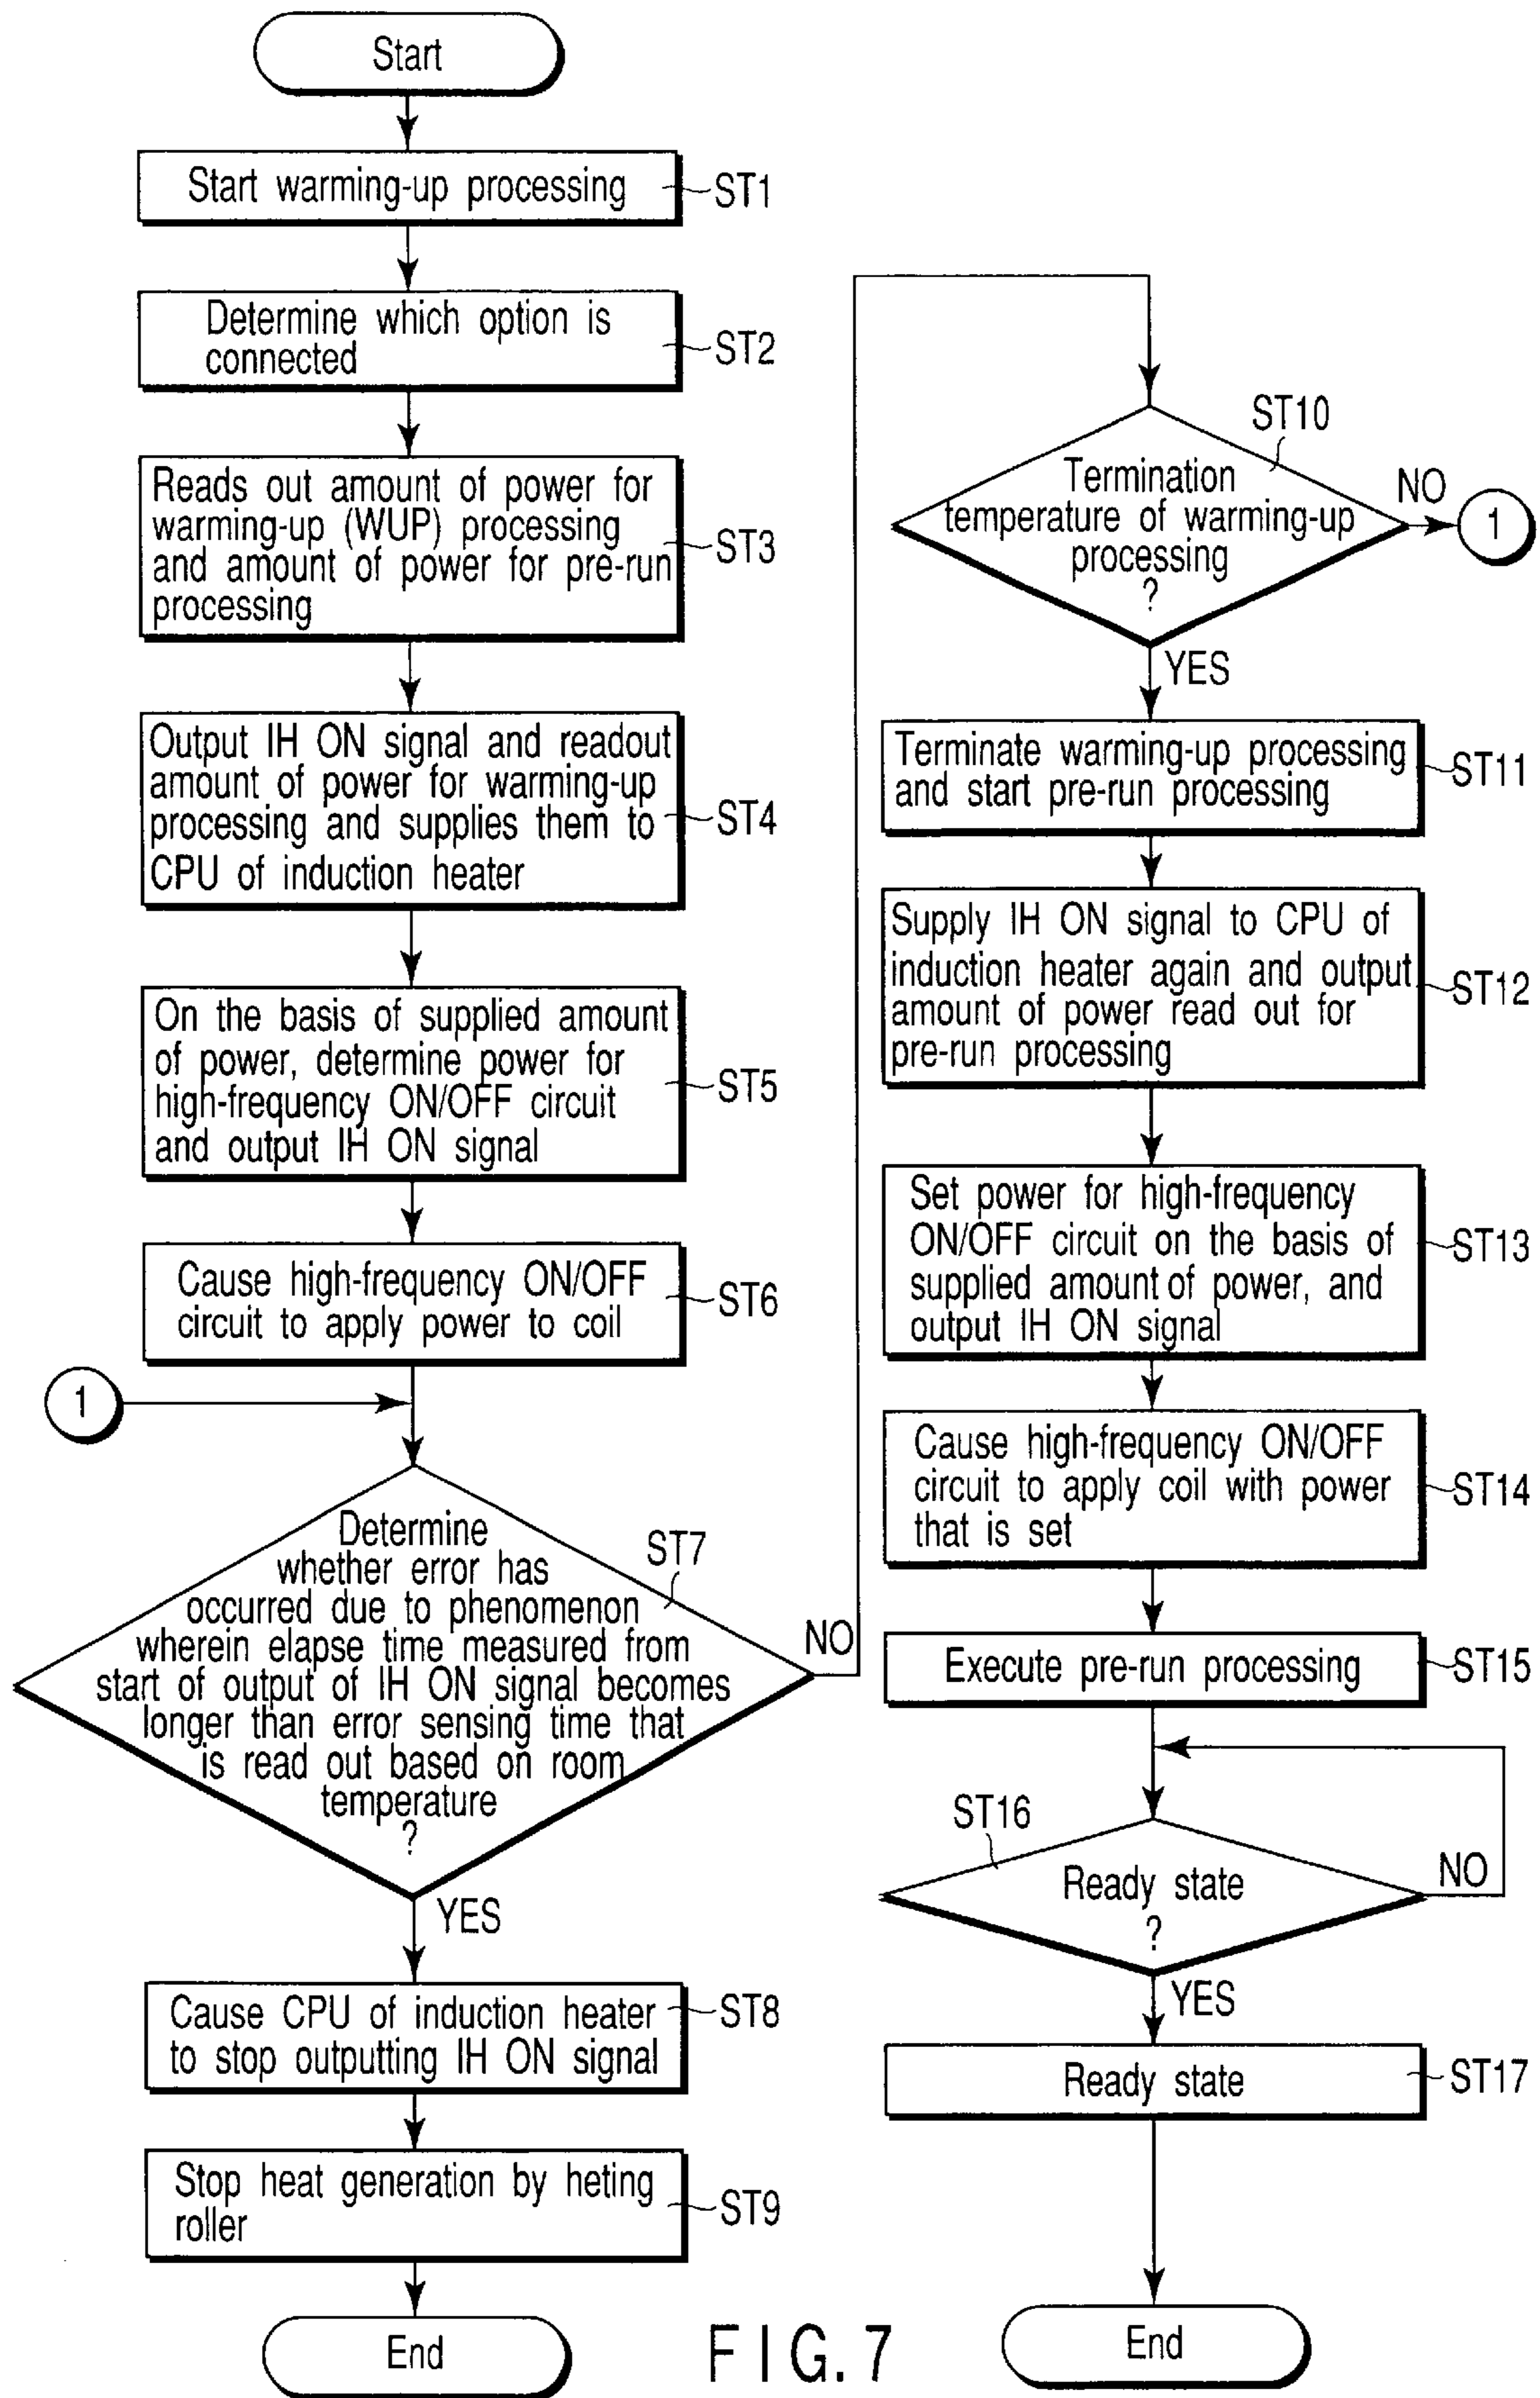 Start
Start warming-up processing
ST1
Determine which option is
connected
ST2
Reads out amount of power for
warming-up (WUP) processing
and amount of power for pre-run
processing
ST3
Output IH ON signal and readout
amount of power for warming-up
processing and supplies them to
CPU of induction heater
ST4
On the basis of supplied amount
of power, determine power for
high-frequency ON/OFF circuit
and output IH ON signal
ST5
Cause high-frequency ON/OFF
circuit to apply power to coil
ST6
1
Determine
whether error has
occurred due to phenomenon
wherein elapse time measured from
start of output of IH ON signal becomes
longer than error sensing time that
is read out based on room
temperature
?
ST7
NO
YES
Cause CPU of induction heater
to stop outputting IH ON signal
ST8
Stop heat generation by heting
roller
ST9
End
ST10
Termination
temperature of warming-up
processing
?
NO
1
YES
Terminate warming-up processing
and start pre-run processing
ST11
Supply IH ON signal to CPU of
induction heater again and output
amount of power read out for
pre-run processing
ST12
Set power for high-frequency
ON/OFF circuit on the basis of
supplied amount of power, and
output IH ON signal
ST13
Cause high-frequency ON/OFF
circuit to apply coil with power
that is set
ST14
Execute pre-run processing
ST15
ST16
Ready state
?
NO
YES
Ready state
ST17
End
FIG. 7